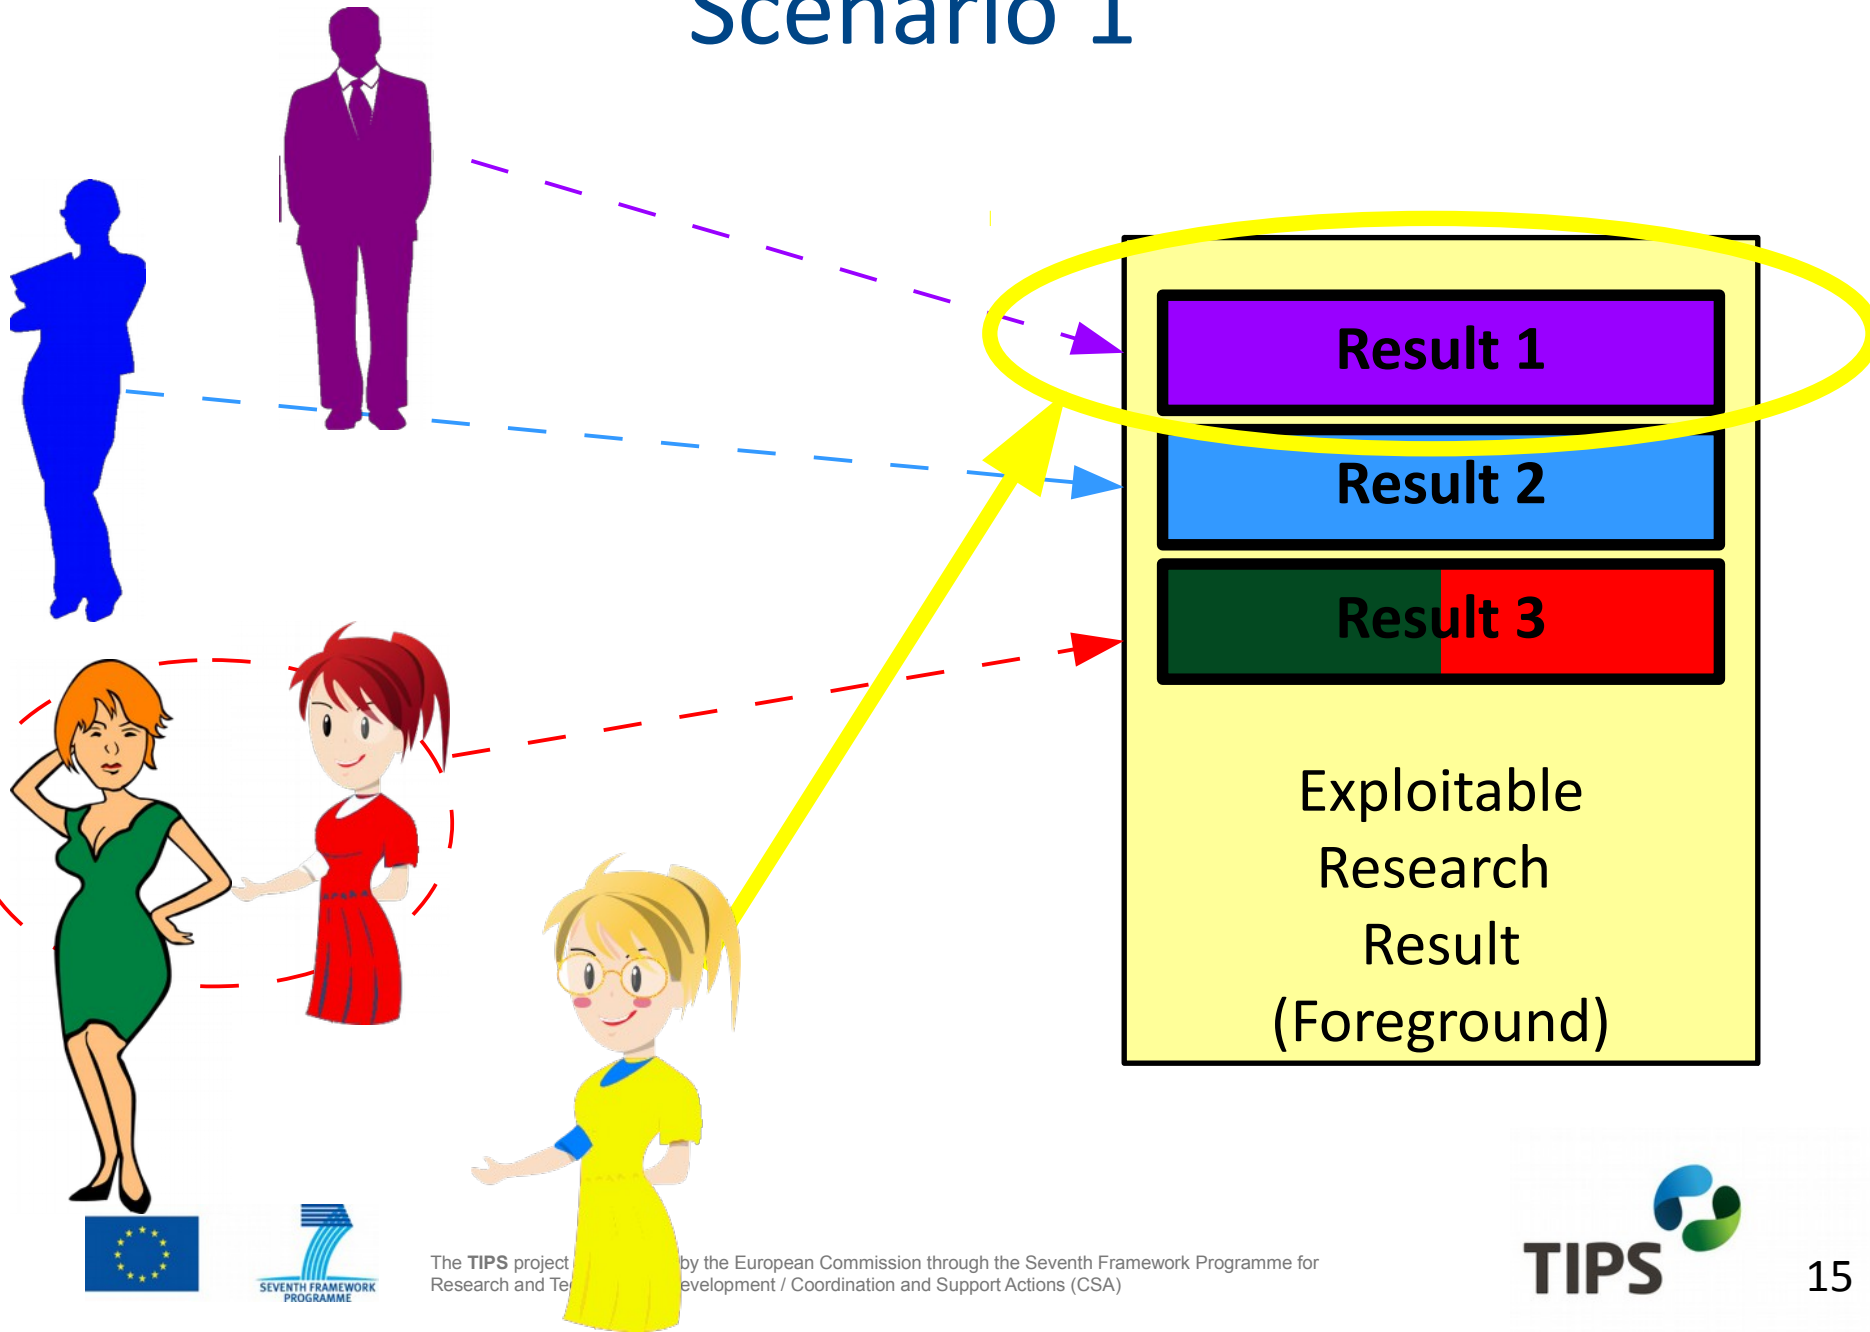 Scenario 1
Result 1
Result 2
Result 3
Exploitable
Research
Result
(Foreground)
SEVENTH FRAMEWORK
PROGRAMME
The TIPS project by the European Commission through the Seventh Framework Programme for
Research and evelopment / Coordination and Support Actions (CSA)
TIPS
15